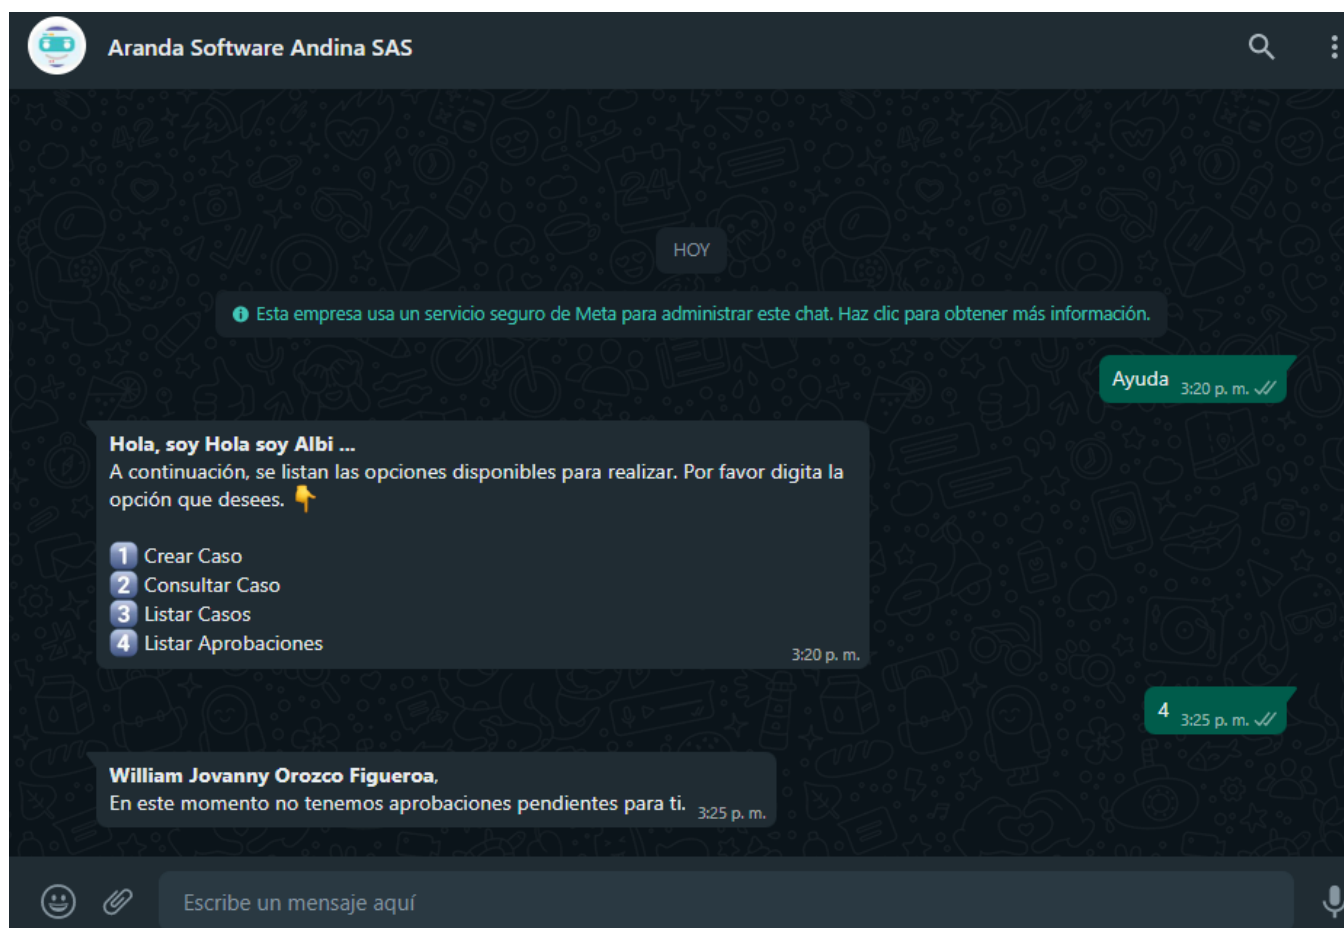 Aranda Software Andina SAS
HOY
Esta empresa usa un servicio seguro de Meta para administrar este chat. Haz clic para obtener más información.
Ayuda 3:20 p. m.
Hola, soy Hola soy Albi ...
A continuación, se listan las opciones disponibles para realizar. Por favor digita la
opción que desees. 👇
1 Crear Caso
2 Consultar Caso
3 Listar Casos
4 Listar Aprobaciones
3:20 p. m.
4 3:25 p. m.
William Jovanny Orozco Figueroa,
En este momento no tenemos aprobaciones pendientes para ti. 3:25 p. m.
Escribe un mensaje aquí